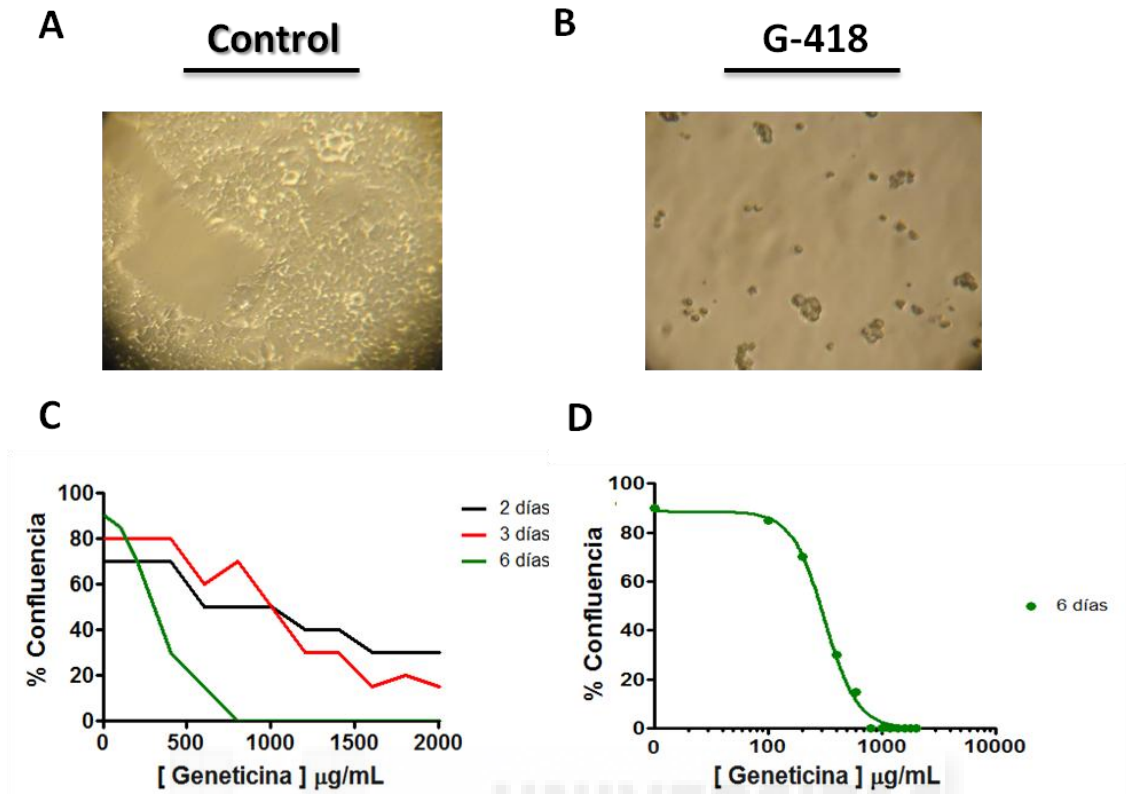 A
Control
B
G-418
C
100
80
60
40
20
0
% Confluencia
0 500 1000 1500 2000
[ Geneticina ] μg/mL
2 días
3 días
6 días
D
100
80
60
40
20
0
% Confluencia
0 100 1000 10000
[ Geneticina ] μg/mL
6 días